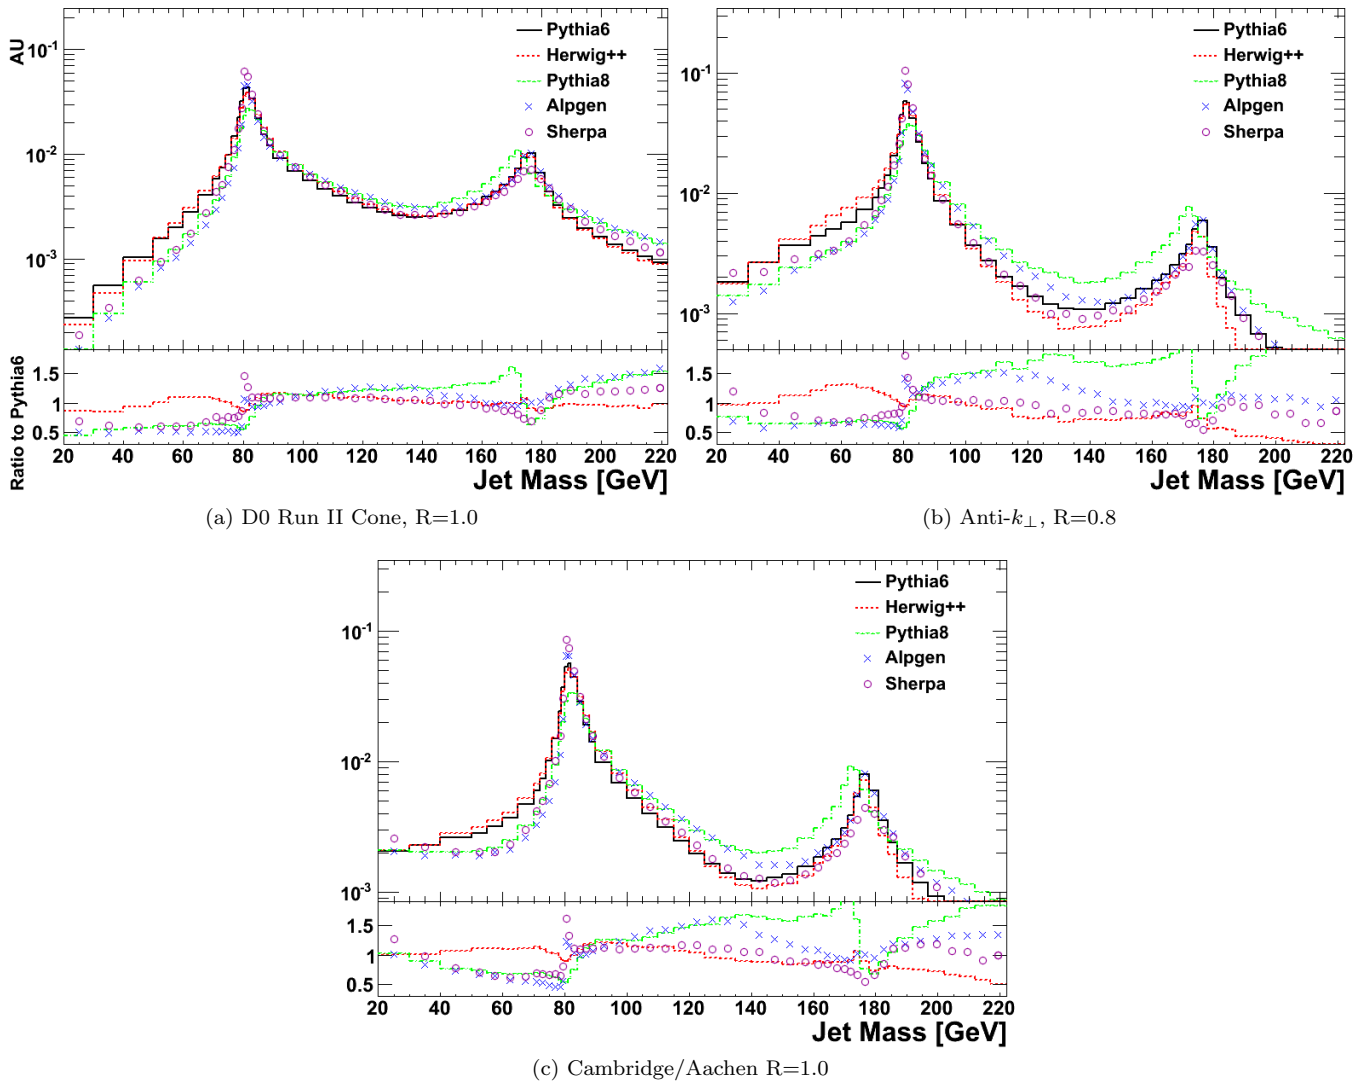 AU
10^-1
10^-2
10^-3
Pythia6
Herwig++
Pythia8
Alpgen
Sherpa
Ratio to Pythia6
1.5
1
0.5
20 40 60 80 100 120 140 160 180 200 220
Jet Mass [GeV]
(a) D0 Run II Cone, R=1.0
10^-1
10^-2
10^-3
Pythia6
Herwig++
Pythia8
Alpgen
Sherpa
1.5
1
0.5
20 40 60 80 100 120 140 160 180 200 220
Jet Mass [GeV]
(b) Anti-k⊥, R=0.8
10^-1
10^-2
10^-3
Pythia6
Herwig++
Pythia8
Alpgen
Sherpa
1.5
1
0.5
20 40 60 80 100 120 140 160 180 200 220
Jet Mass [GeV]
(c) Cambridge/Aachen R=1.0